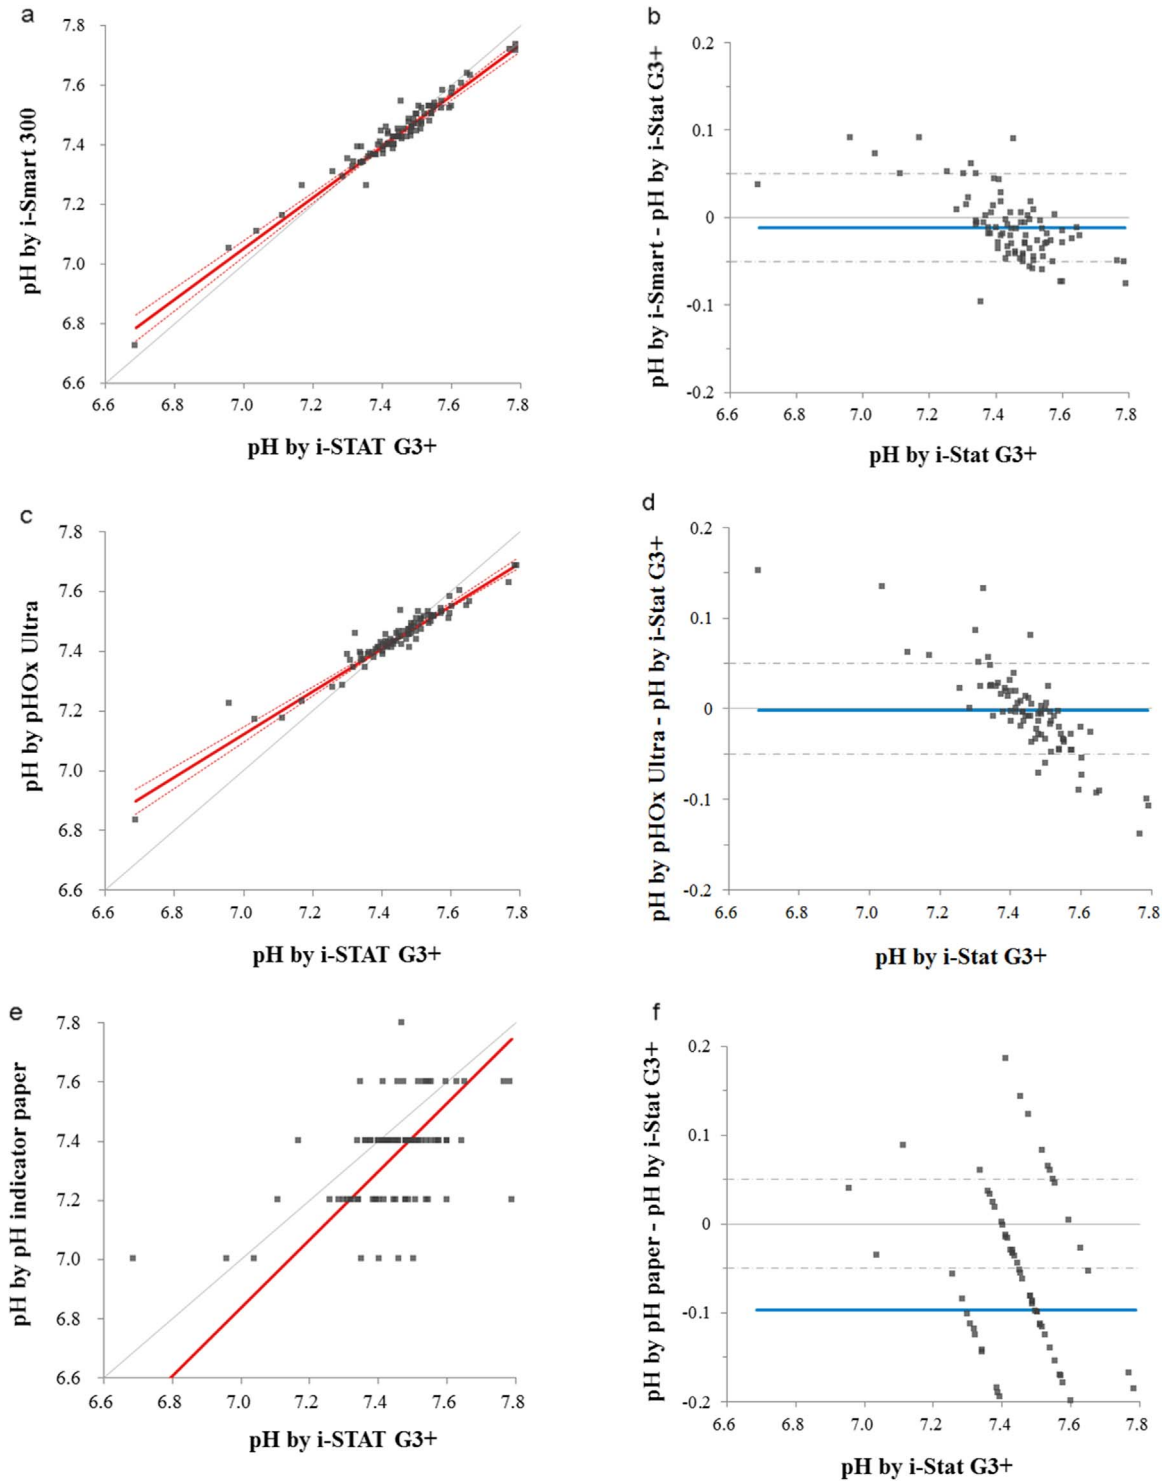 a
pH by i-Smart 300
7.8
7.6
7.4
7.2
7.0
6.8
6.6
6.6 6.8 7.0 7.2 7.4 7.6 7.8
pH by i-STAT G3+
b
pH by i-Smart - pH by i-Stat G3+
0.2
0.1
0
-0.1
-0.2
6.6 6.8 7.0 7.2 7.4 7.6 7.8
pH by i-Stat G3+
c
pH by pHOx Ultra
7.8
7.6
7.4
7.2
7.0
6.8
6.6
6.6 6.8 7.0 7.2 7.4 7.6 7.8
pH by i-STAT G3+
d
pH by pHOx Ultra - pH by i-Stat G3+
0.2
0.1
0
-0.1
-0.2
6.6 6.8 7.0 7.2 7.4 7.6 7.8
pH by i-Stat G3+
e
pH by pH indicator paper
7.8
7.6
7.4
7.2
7.0
6.8
6.6
6.6 6.8 7.0 7.2 7.4 7.6 7.8
pH by i-STAT G3+
f
pH by pH paper - pH by i-Stat G3+
0.2
0.1
0
-0.1
-0.2
6.6 6.8 7.0 7.2 7.4 7.6 7.8
pH by i-Stat G3+